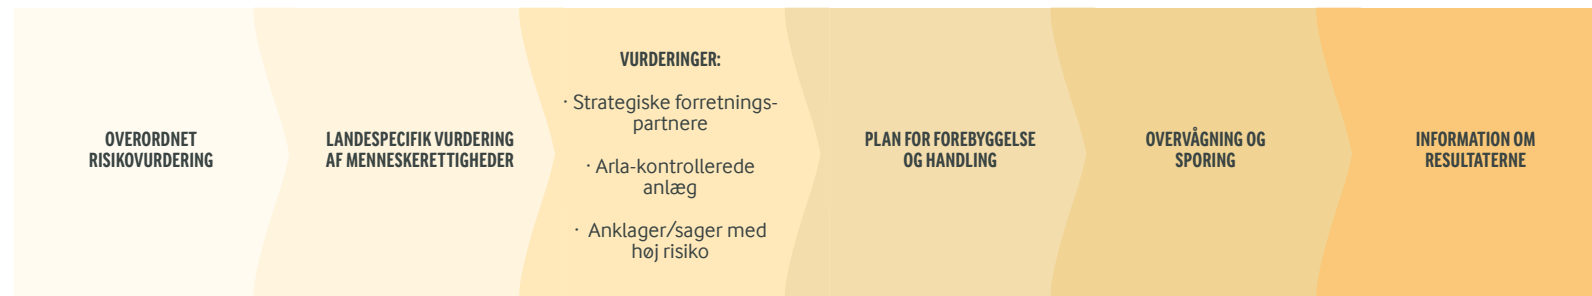 OVERORDNET
RISIKOVURDERING
LANDESPECIFIK VURDERING
AF MENNESKERETTIGHEDER
VURDERINGER:
· Strategiske forretnings-
partnere
· Arla-kontrollerede
anlæg
· Anklager/sager med
høj risiko
PLAN FOR FOREBYGGELSE
OG HANDLING
OVERVÅGNING OG
SPORING
INFORMATION OM
RESULTATERNE